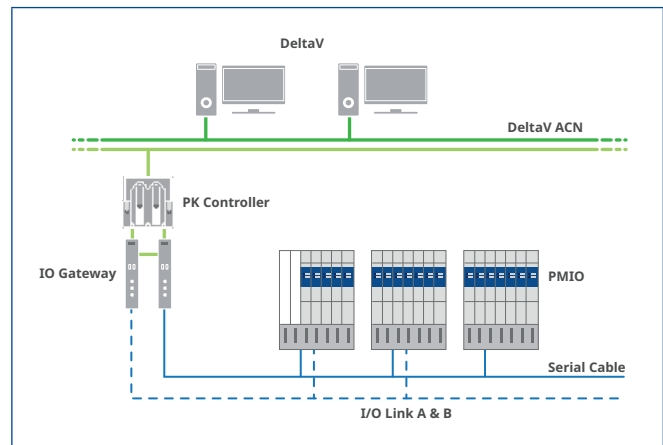 DeltaV
DeltaV ACN
PK Controller
IO Gateway
PMIO
Serial Cable
I/O Link A & B